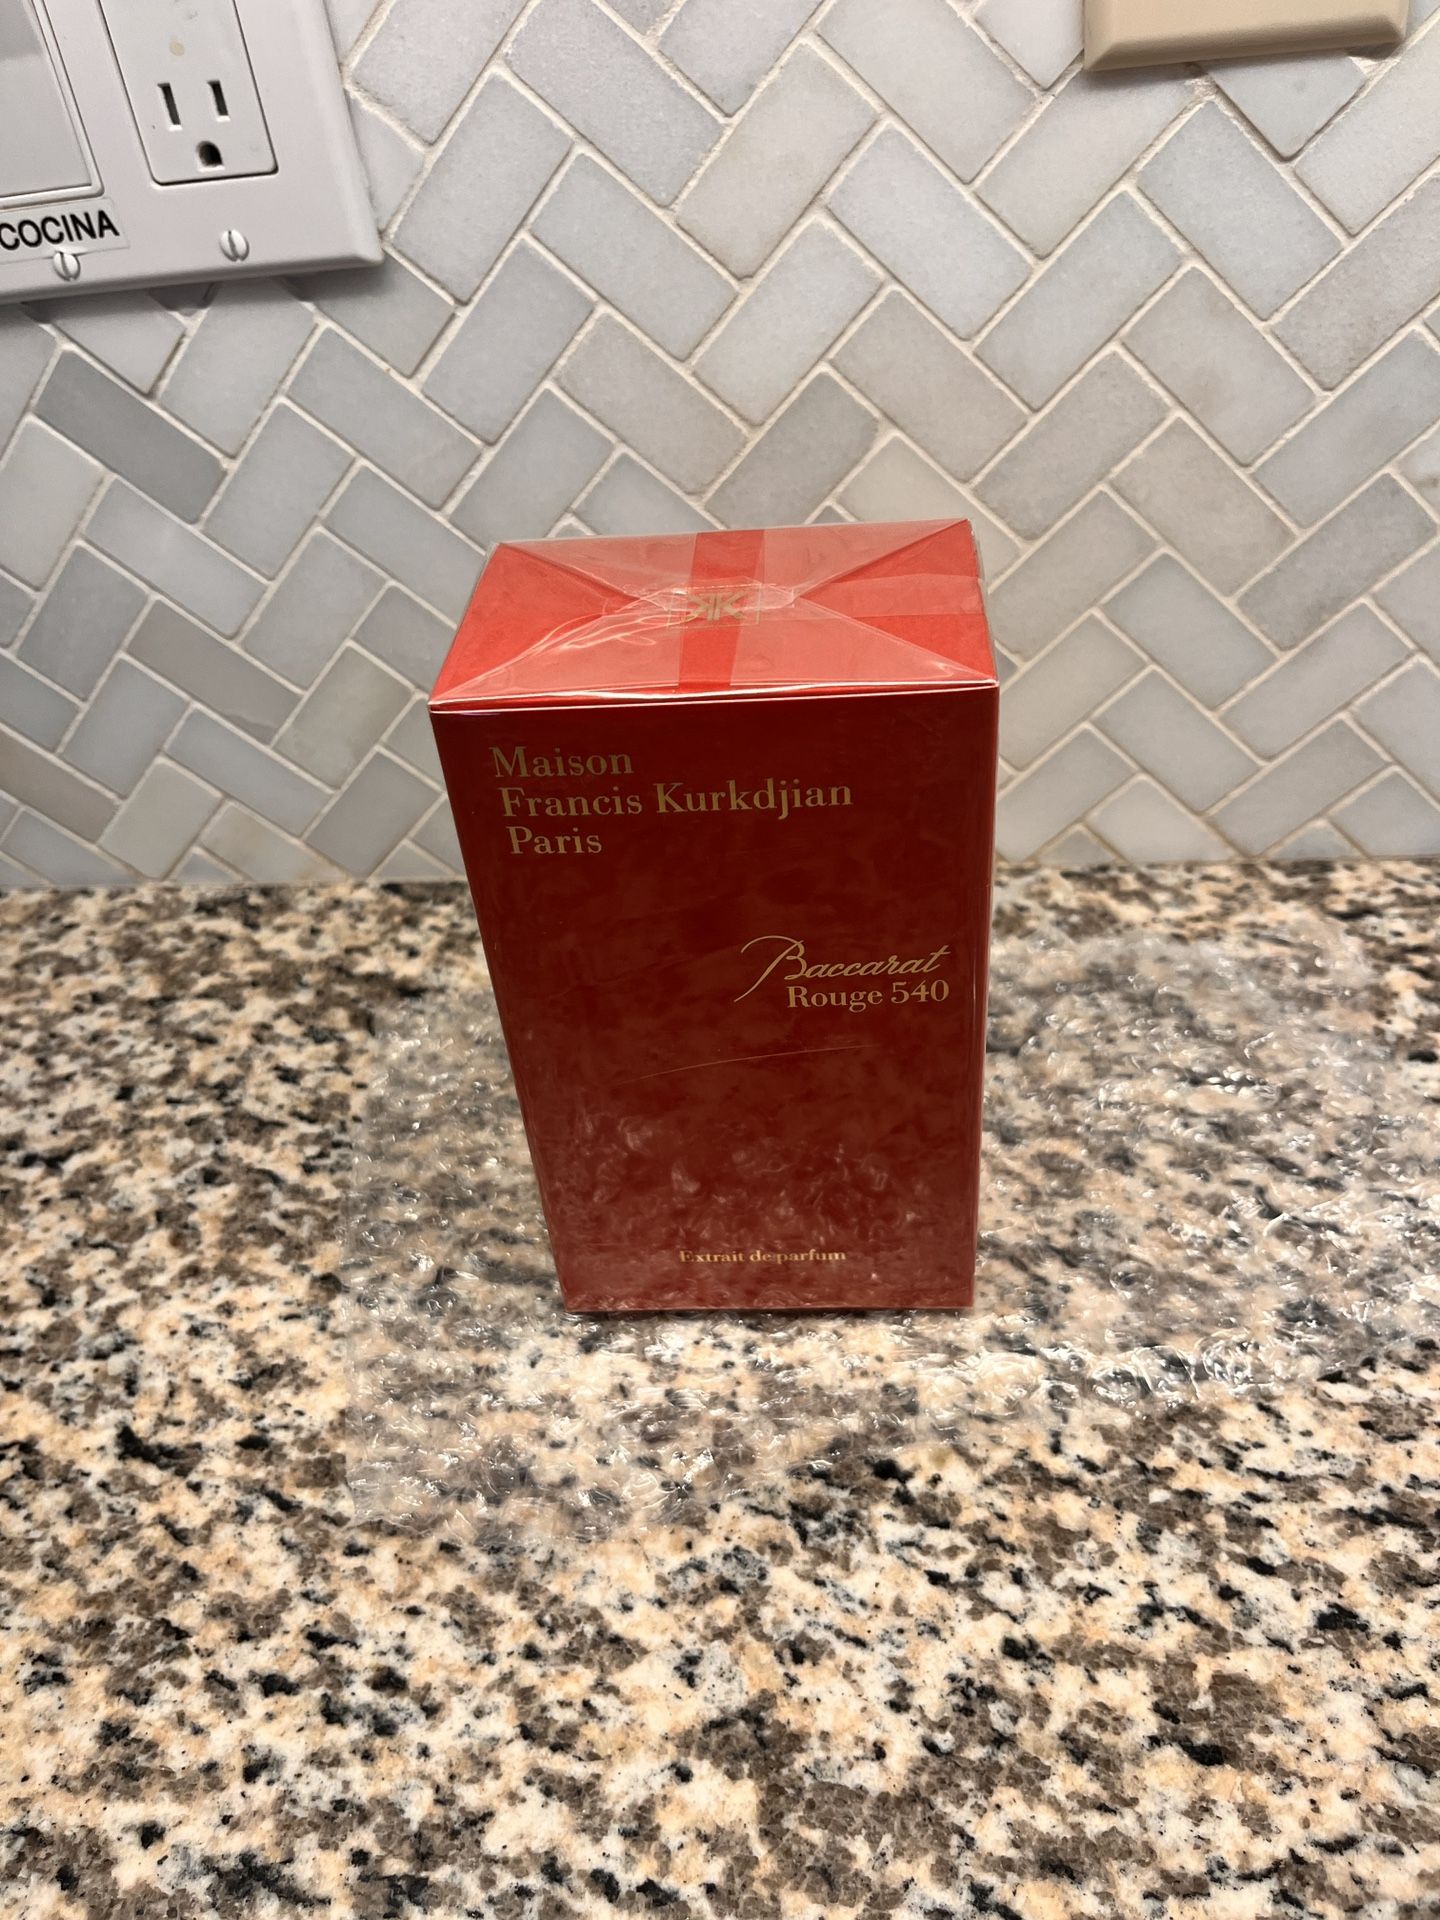 COCINA
Maison
Francis Kurkdjian
Paris
Baccarat
Rouge 540
Extrait de parfum